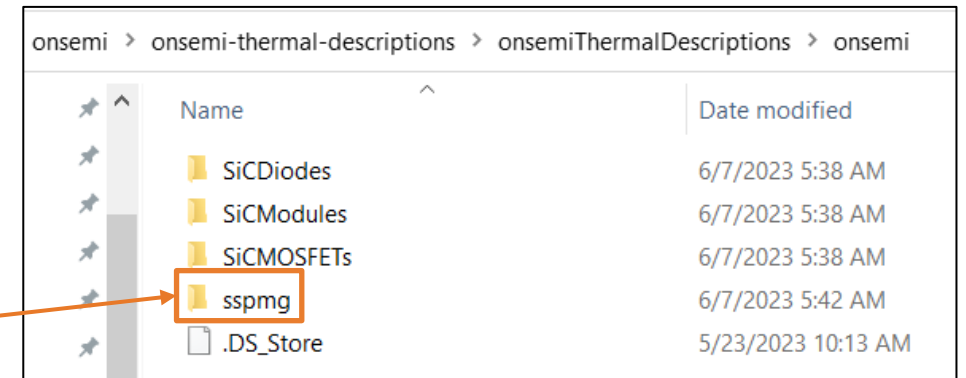 onsemi > onsemi-thermal-descriptions > onsemiThermalDescriptions > onsemi
Name Date modified
SiCDiodes 6/7/2023 5:38 AM
SiCModules 6/7/2023 5:38 AM
SiCMOSFETs 6/7/2023 5:38 AM
sspmg 6/7/2023 5:42 AM
.DS_Store 5/23/2023 10:13 AM